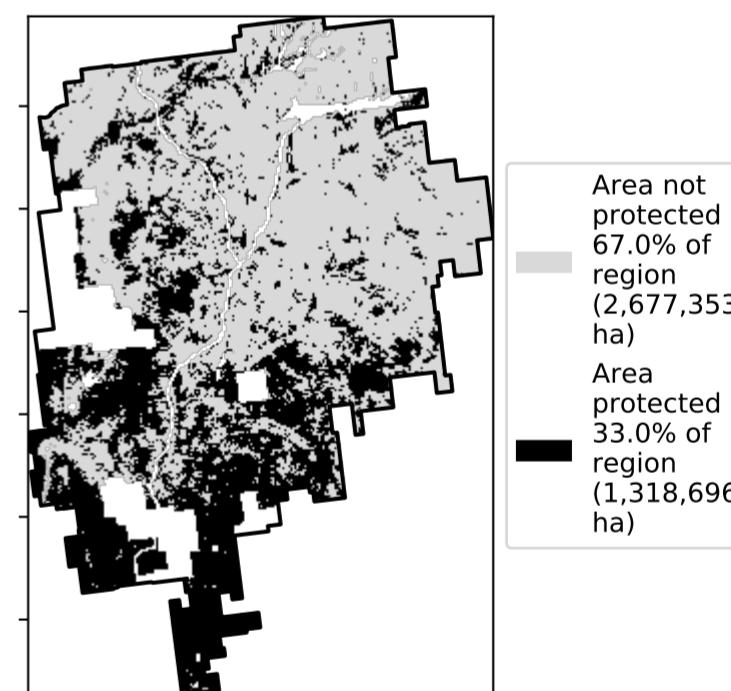 Area not
protected
67.0% of
region
(2,677,353
ha)
Area
protected
33.0% of
region
(1,318,696
ha)